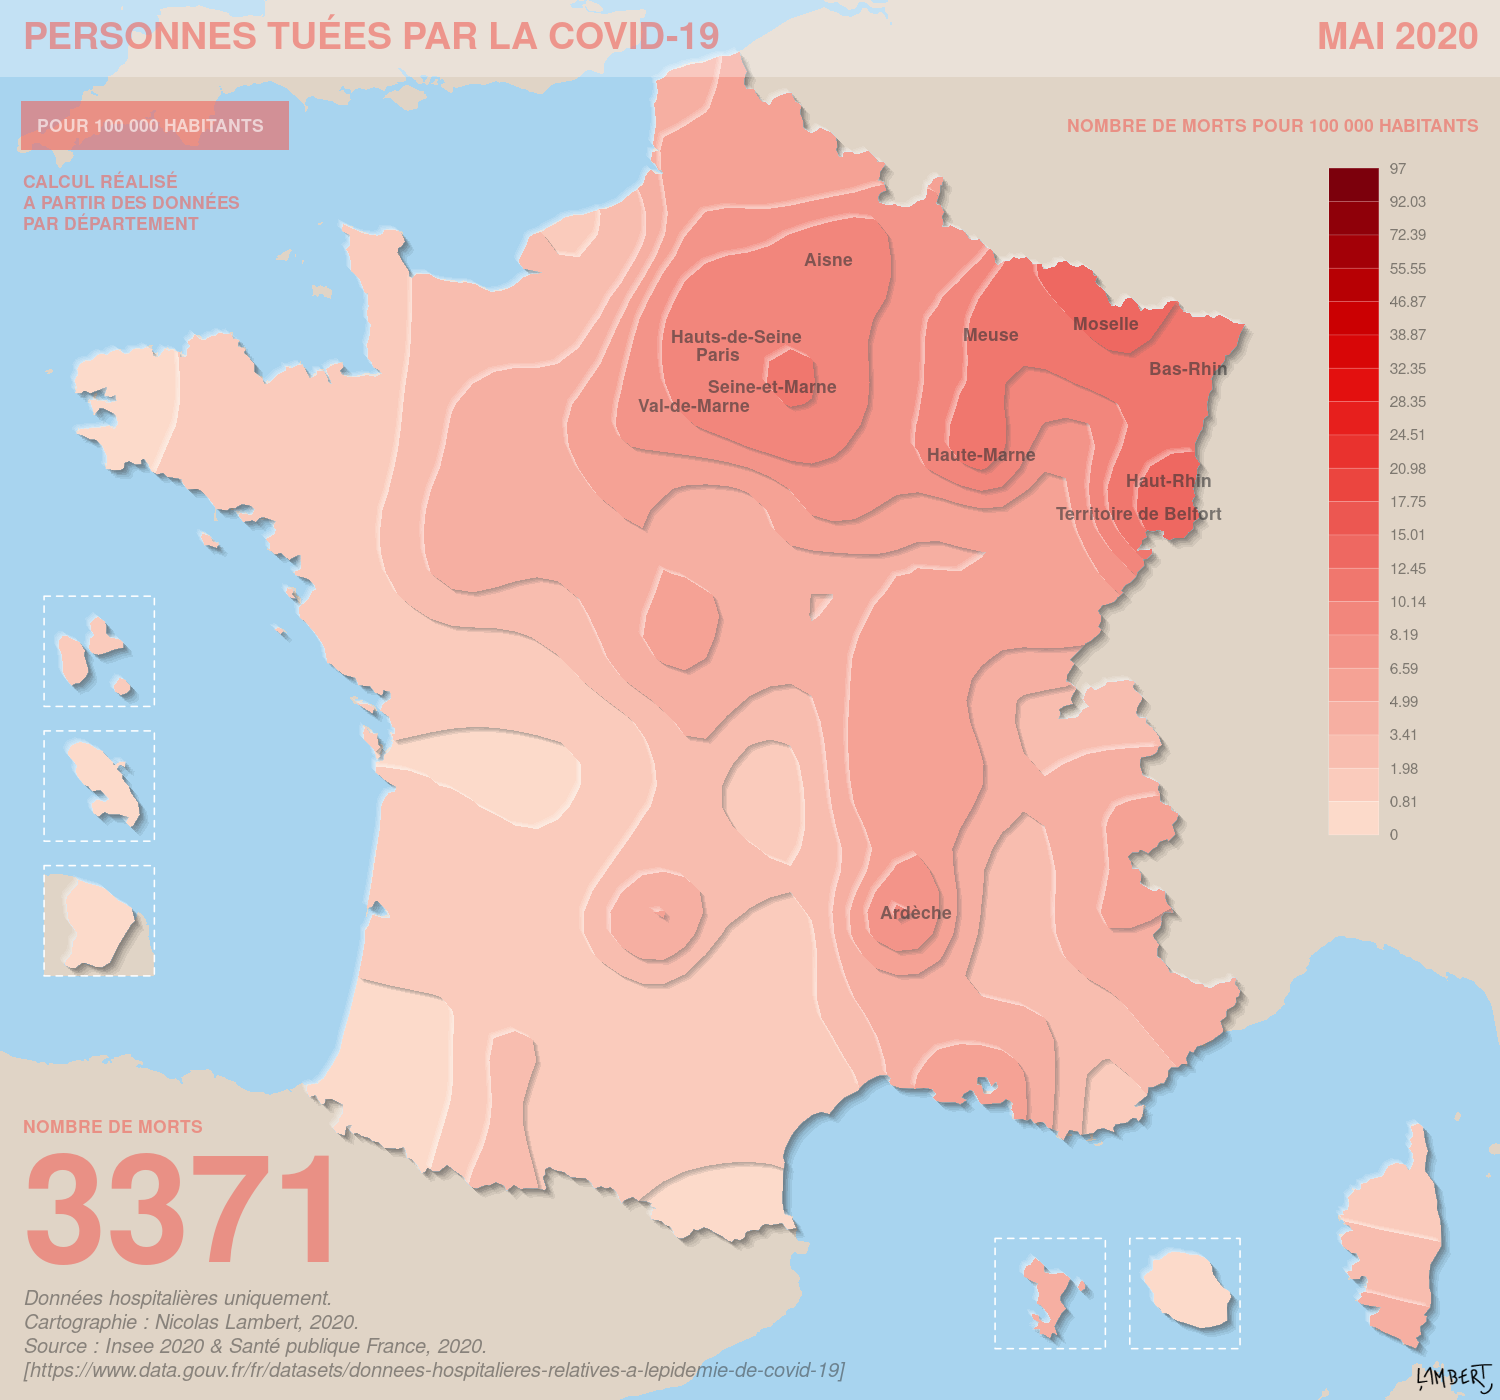 PERSONNES TUÉES PAR LA COVID-19
MAI 2020
POUR 100 000 HABITANTS
CALCUL RÉALISÉ
A PARTIR DES DONNÉES
PAR DÉPARTEMENT
NOMBRE DE MORTS POUR 100 000 HABITANTS
97
92.03
72.39
55.55
46.87
38.87
32.35
28.35
24.51
20.98
17.75
15.01
12.45
10.14
8.19
6.59
4.99
3.41
1.98
0.81
0
Aisne
Hauts-de-Seine
Paris
Seine-et-Marne
Val-de-Marne
Meuse
Moselle
Bas-Rhin
Haute-Marne
Haut-Rhin
Territoire de Belfort
Ardèche
NOMBRE DE MORTS
3371
Données hospitalières uniquement.
Cartographie : Nicolas Lambert, 2020.
Source : Insee 2020 & Santé publique France, 2020.
[https://www.data.gouv.fr/fr/datasets/donnees-hospitalieres-relatives-a-lepidemie-de-covid-19]
LAMBERT